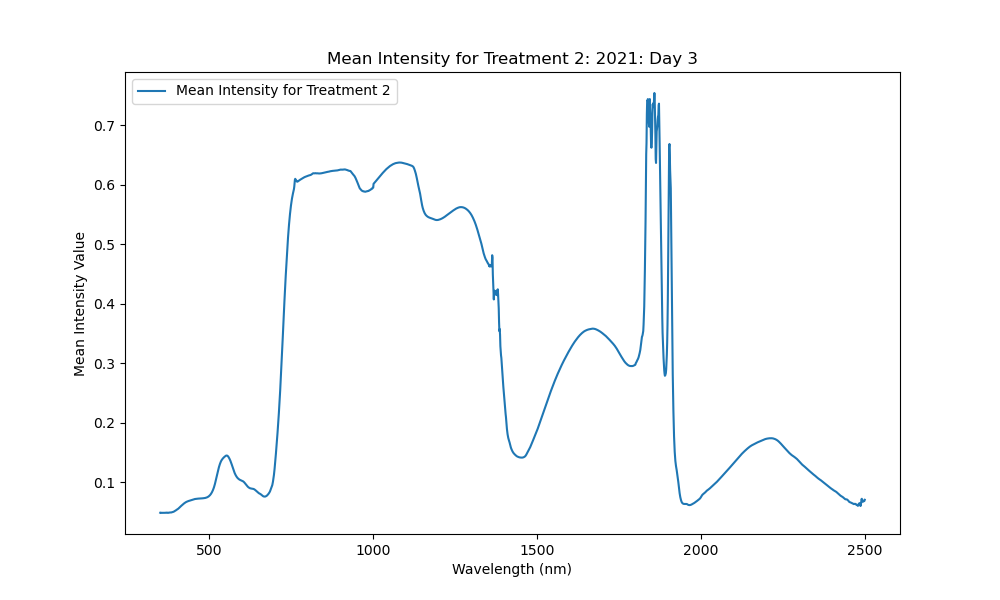 Mean Intensity for Treatment 2: 2021: Day 3
Mean Intensity for Treatment 2
0.7
0.6
0.5
0.4
0.3
0.2
0.1
Mean Intensity Value
500 1000 1500 2000 2500
Wavelength (nm)